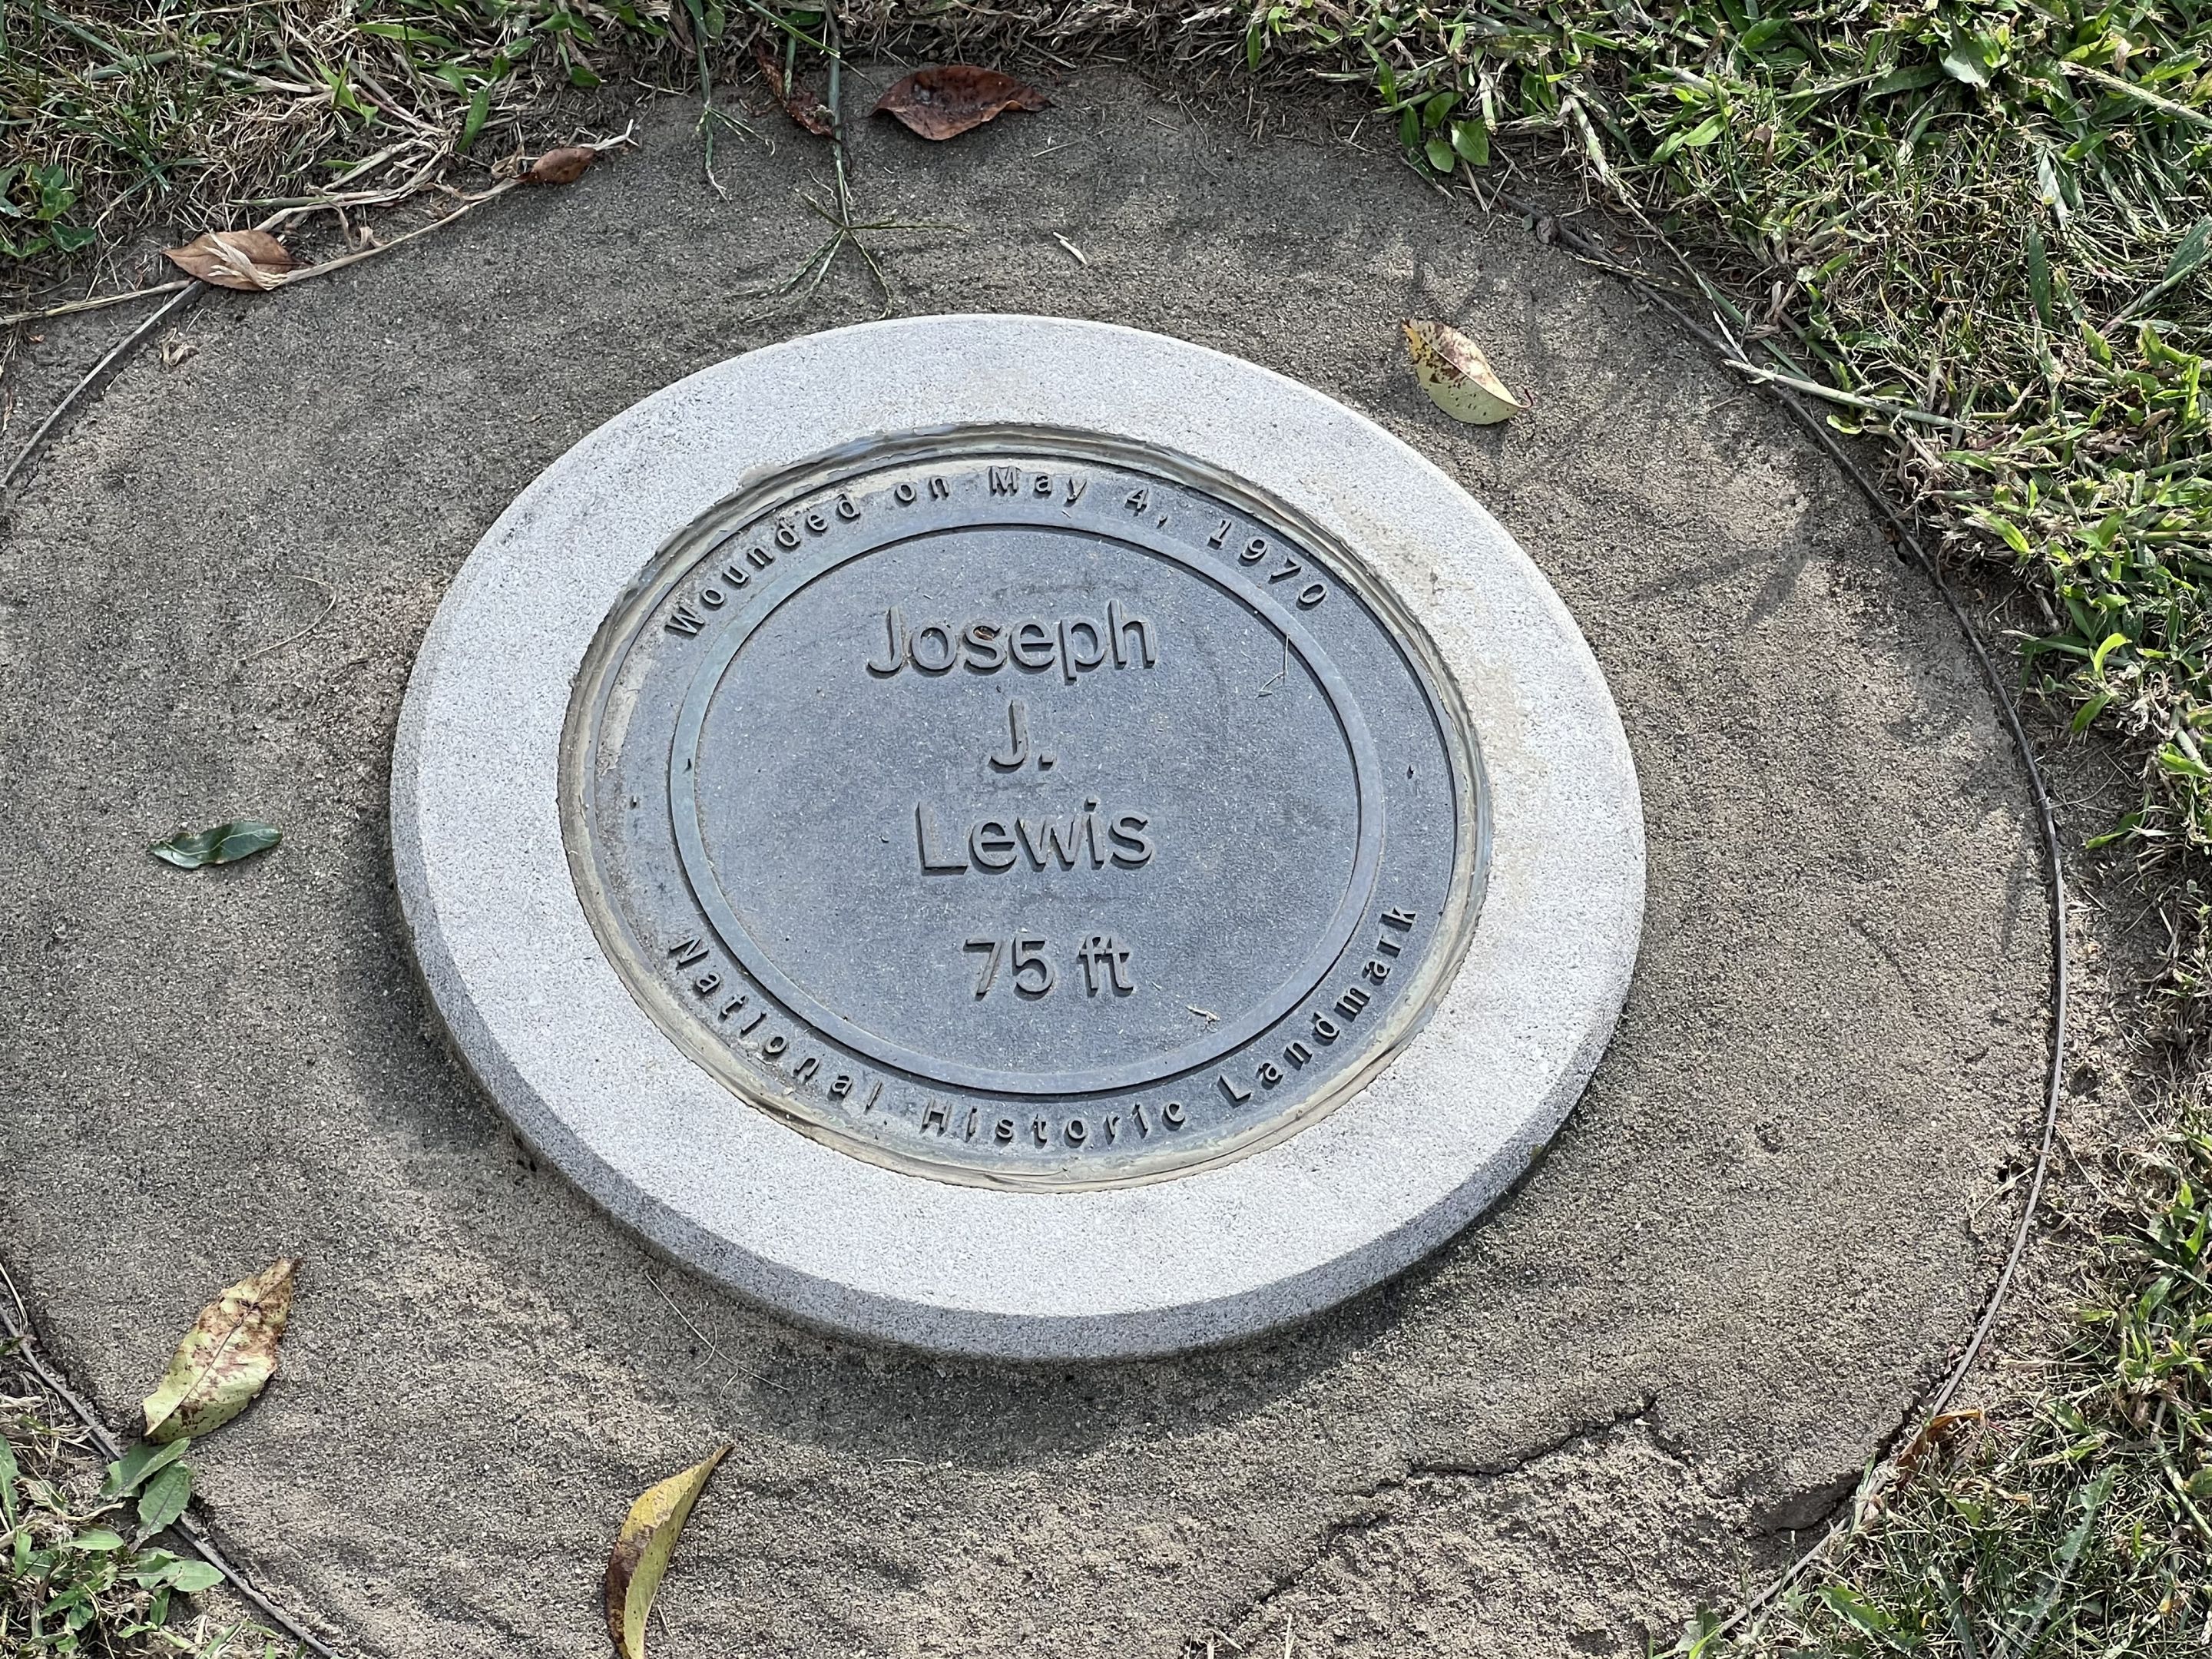 Wounded on May 4, 1970
Joseph
J.
Lewis
75 ft
National Historic Landmark